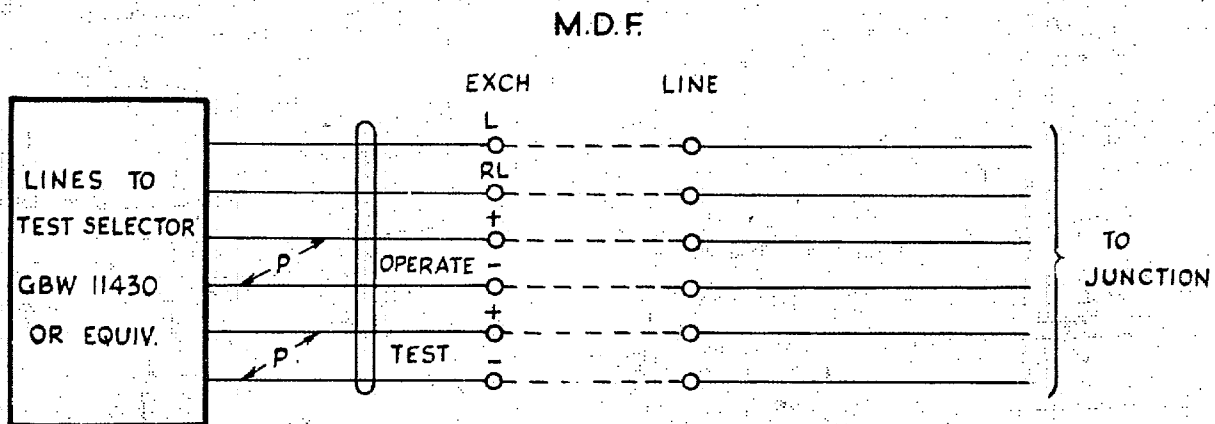 M.D.F.
EXCH LINE
L
RL
+
-
+
-
LINES TO
TEST SELECTOR
GBW 11430
OR EQUIV.
P
OPERATE
P.
TEST
TO
JUNCTION